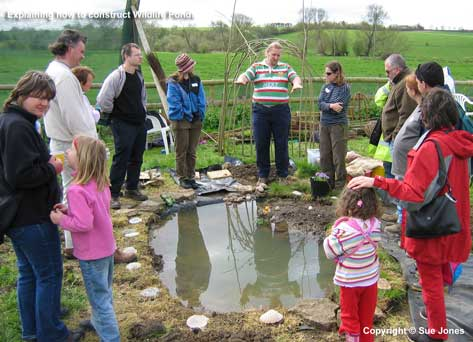 Explaining how to construct Wildlife Ponds
Copyright © Sue Jones